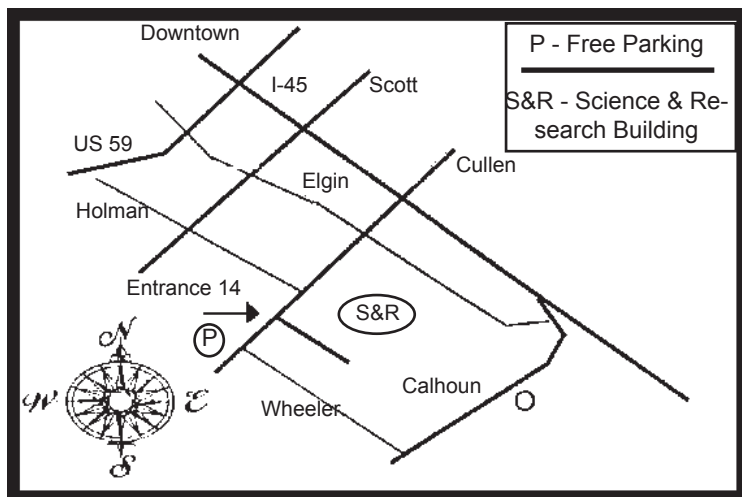 Downtown
P - Free Parking
S&R - Science & Re-
search Building
I-45
Scott
US 59
Cullen
Elgin
Holman
Entrance 14
S&R
P
N
W
E
S
Calhoun
Wheeler